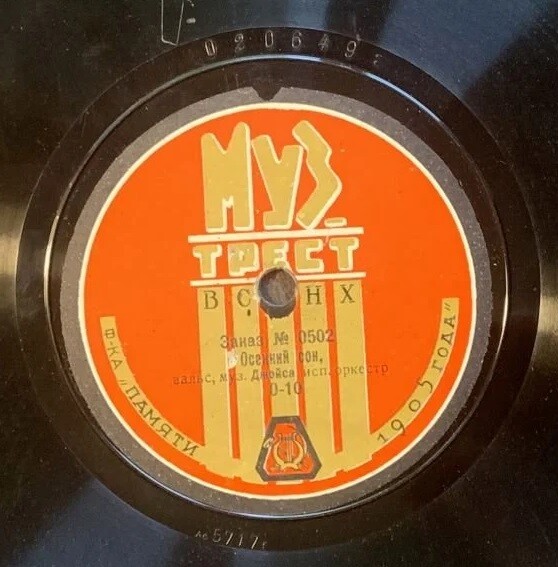 020649
МУЗ-
ТРЕСТ
ВСНХ
Заказ № 0502
Осенний сон,
вальс, муз. Джойса исп. оркестр
0-10
Ф-КА „ПАМЯТИ
1905 ГОДА"
5717